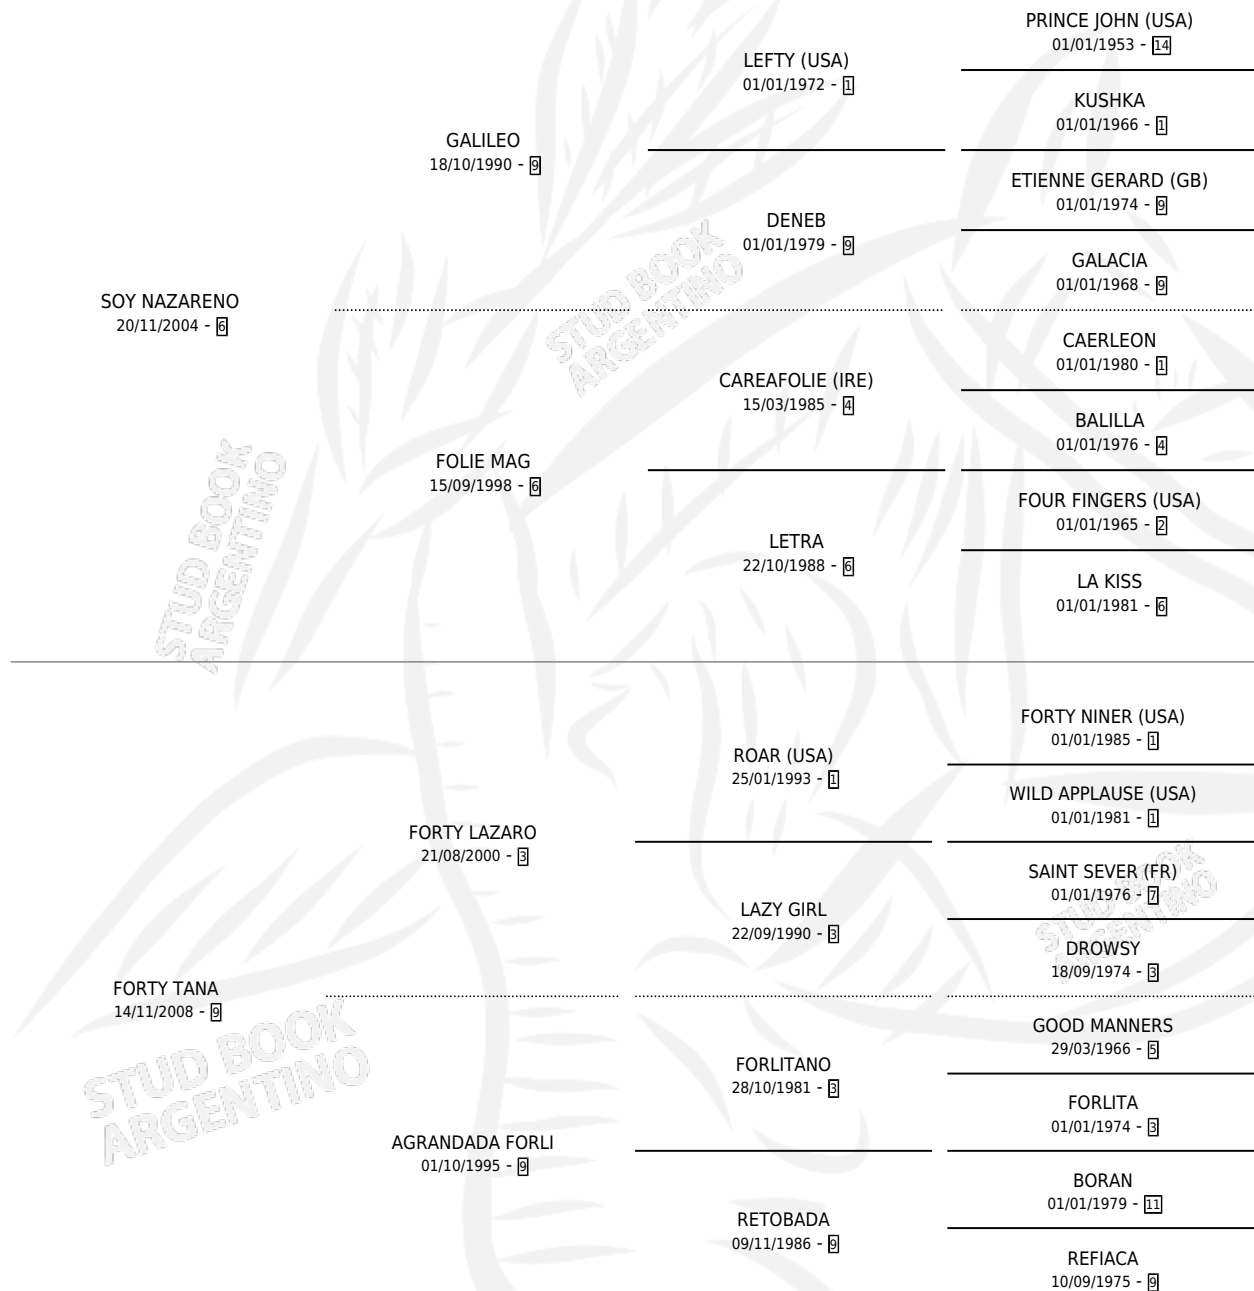 PRINCE JOHN (USA)
01/01/1953 - 14
LEFTY (USA)
01/01/1972 - 1
KUSHKA
01/01/1966 - 1
GALILEO
18/10/1990 - 9
ETIENNE GERARD (GB)
01/01/1974 - 9
DENEB
01/01/1979 - 9
GALACIA
01/01/1968 - 9
SOY NAZARENO
20/11/2004 - 6
STUD BOOK
ARGENTINO
CAERLEON
01/01/1980 - 1
CAREAFOLIE (IRE)
15/03/1985 - 4
BALILLA
01/01/1976 - 4
FOLIE MAG
15/09/1998 - 6
FOUR FINGERS (USA)
01/01/1965 - 2
LETRA
22/10/1988 - 6
LA KISS
01/01/1981 - 6
STUD BOOK
ARGENTINO
FORTY NINER (USA)
01/01/1985 - 1
ROAR (USA)
25/01/1993 - 1
WILD APPLAUSE (USA)
01/01/1981 - 1
FORTY LAZARO
21/08/2000 - 3
SAINT SEVER (FR)
01/01/1976 - 7
LAZY GIRL
22/09/1990 - 3
STUD BOOK
ARGENTINO
DROWSY
18/09/1974 - 3
FORTY TANA
14/11/2008 - 9
STUD BOOK
ARGENTINO
GOOD MANNERS
29/03/1966 - 5
FORLITANO
28/10/1981 - 3
FORLITA
01/01/1974 - 3
AGRANDADA FORLI
01/10/1995 - 9
BORAN
01/01/1979 - 11
RETOBADA
09/11/1986 - 9
REFIACA
10/09/1975 - 9